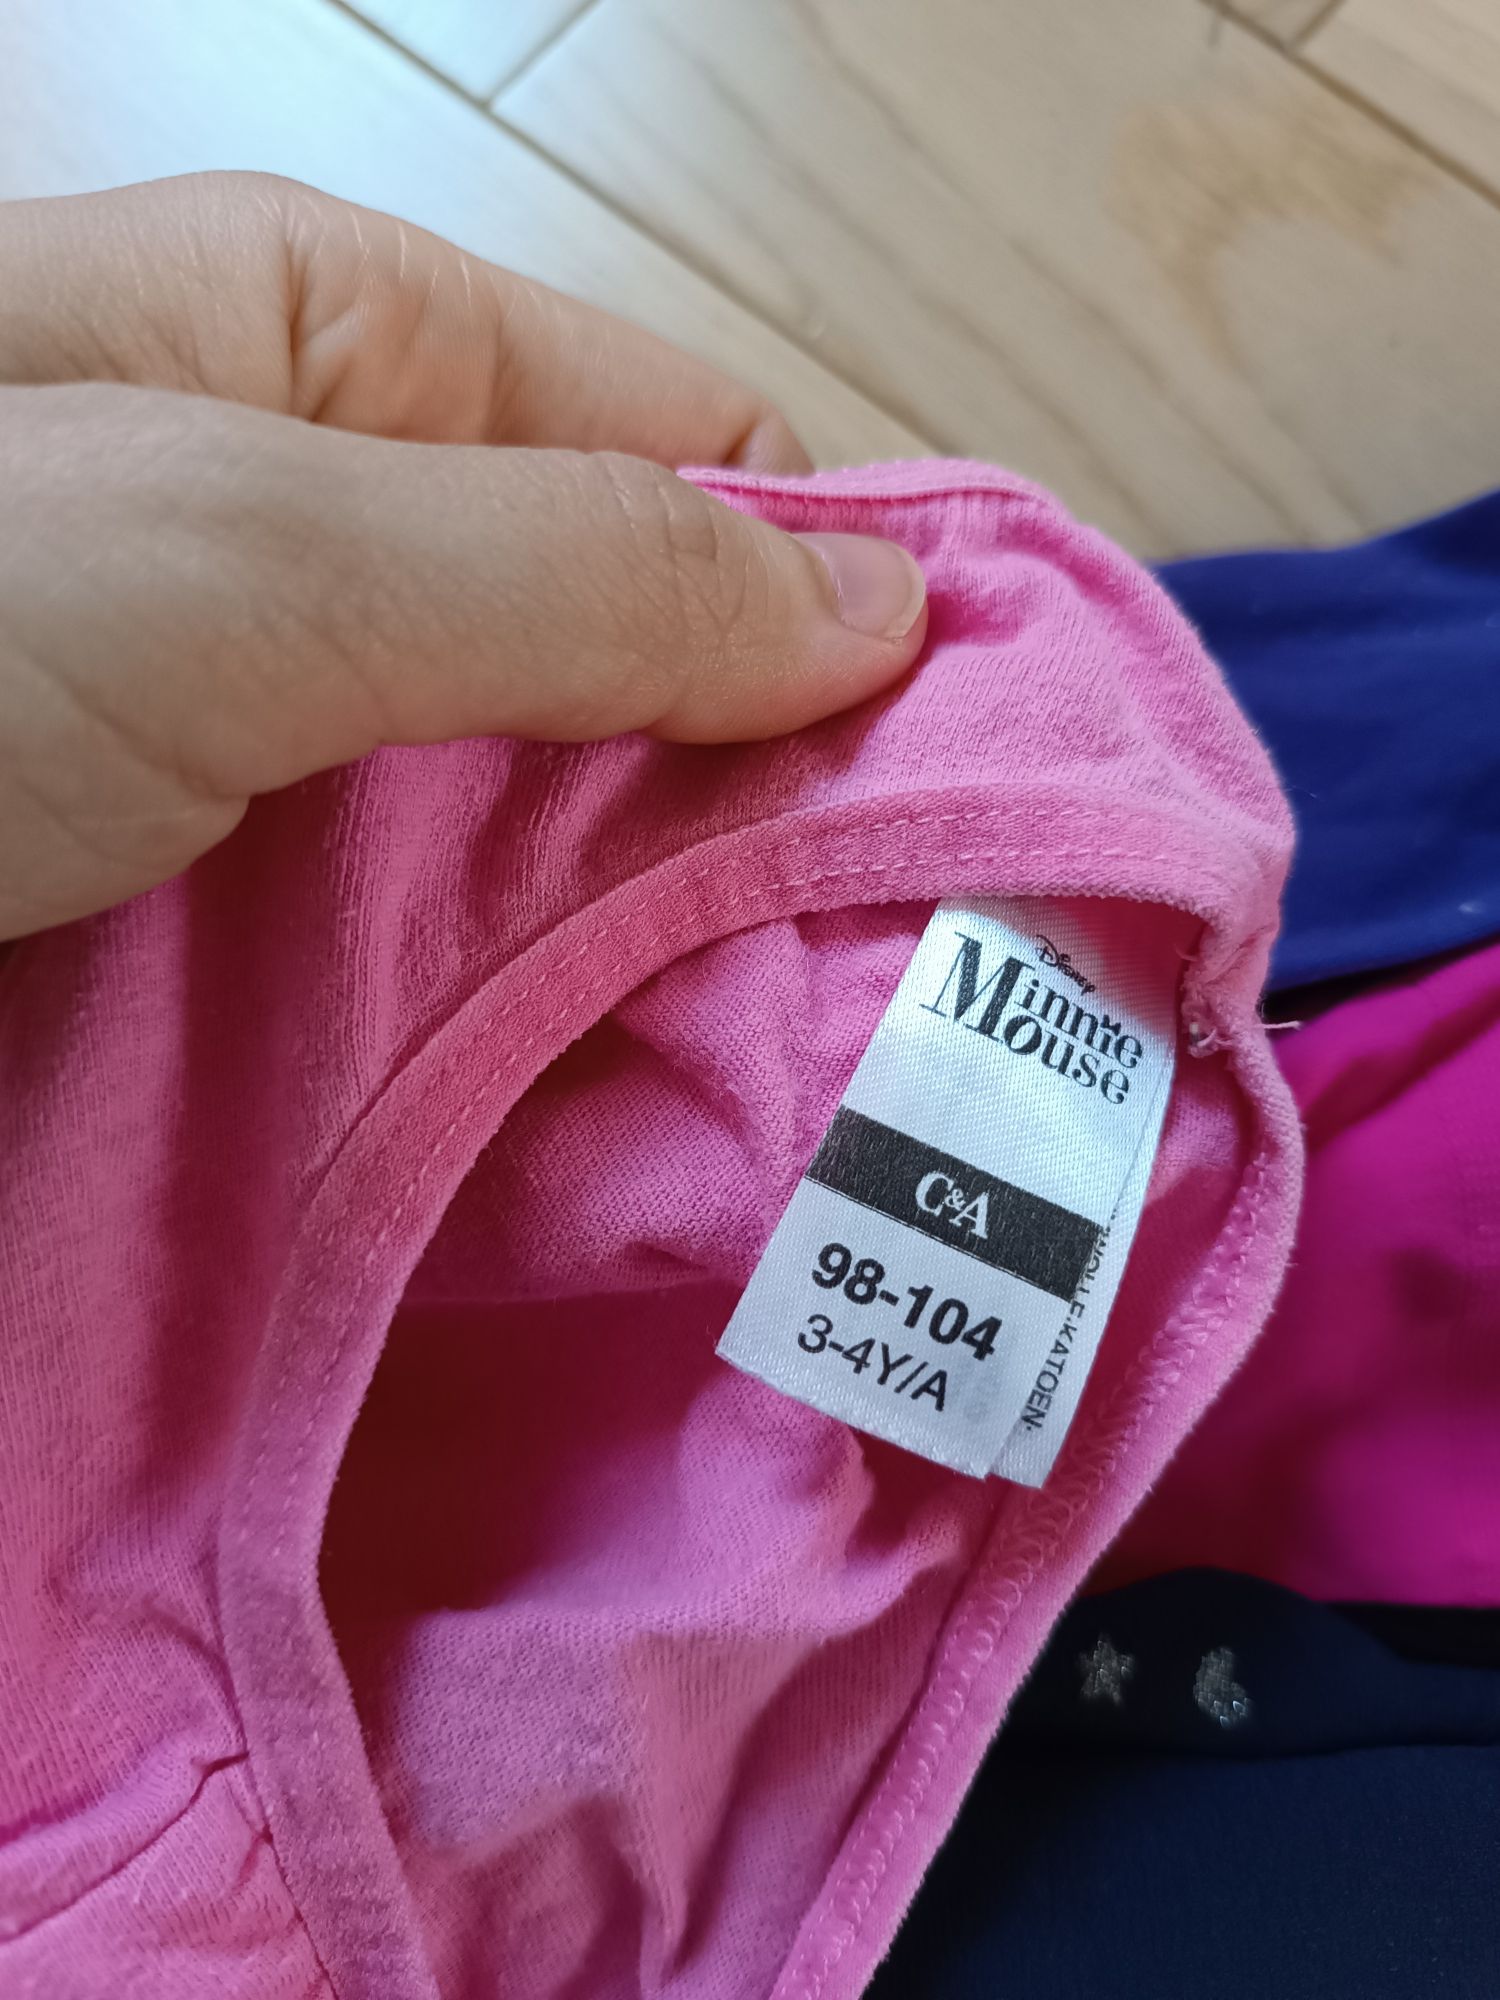 Disney
Minnie
Mouse
C&A
98-104
3-4Y/A
KATOEN·